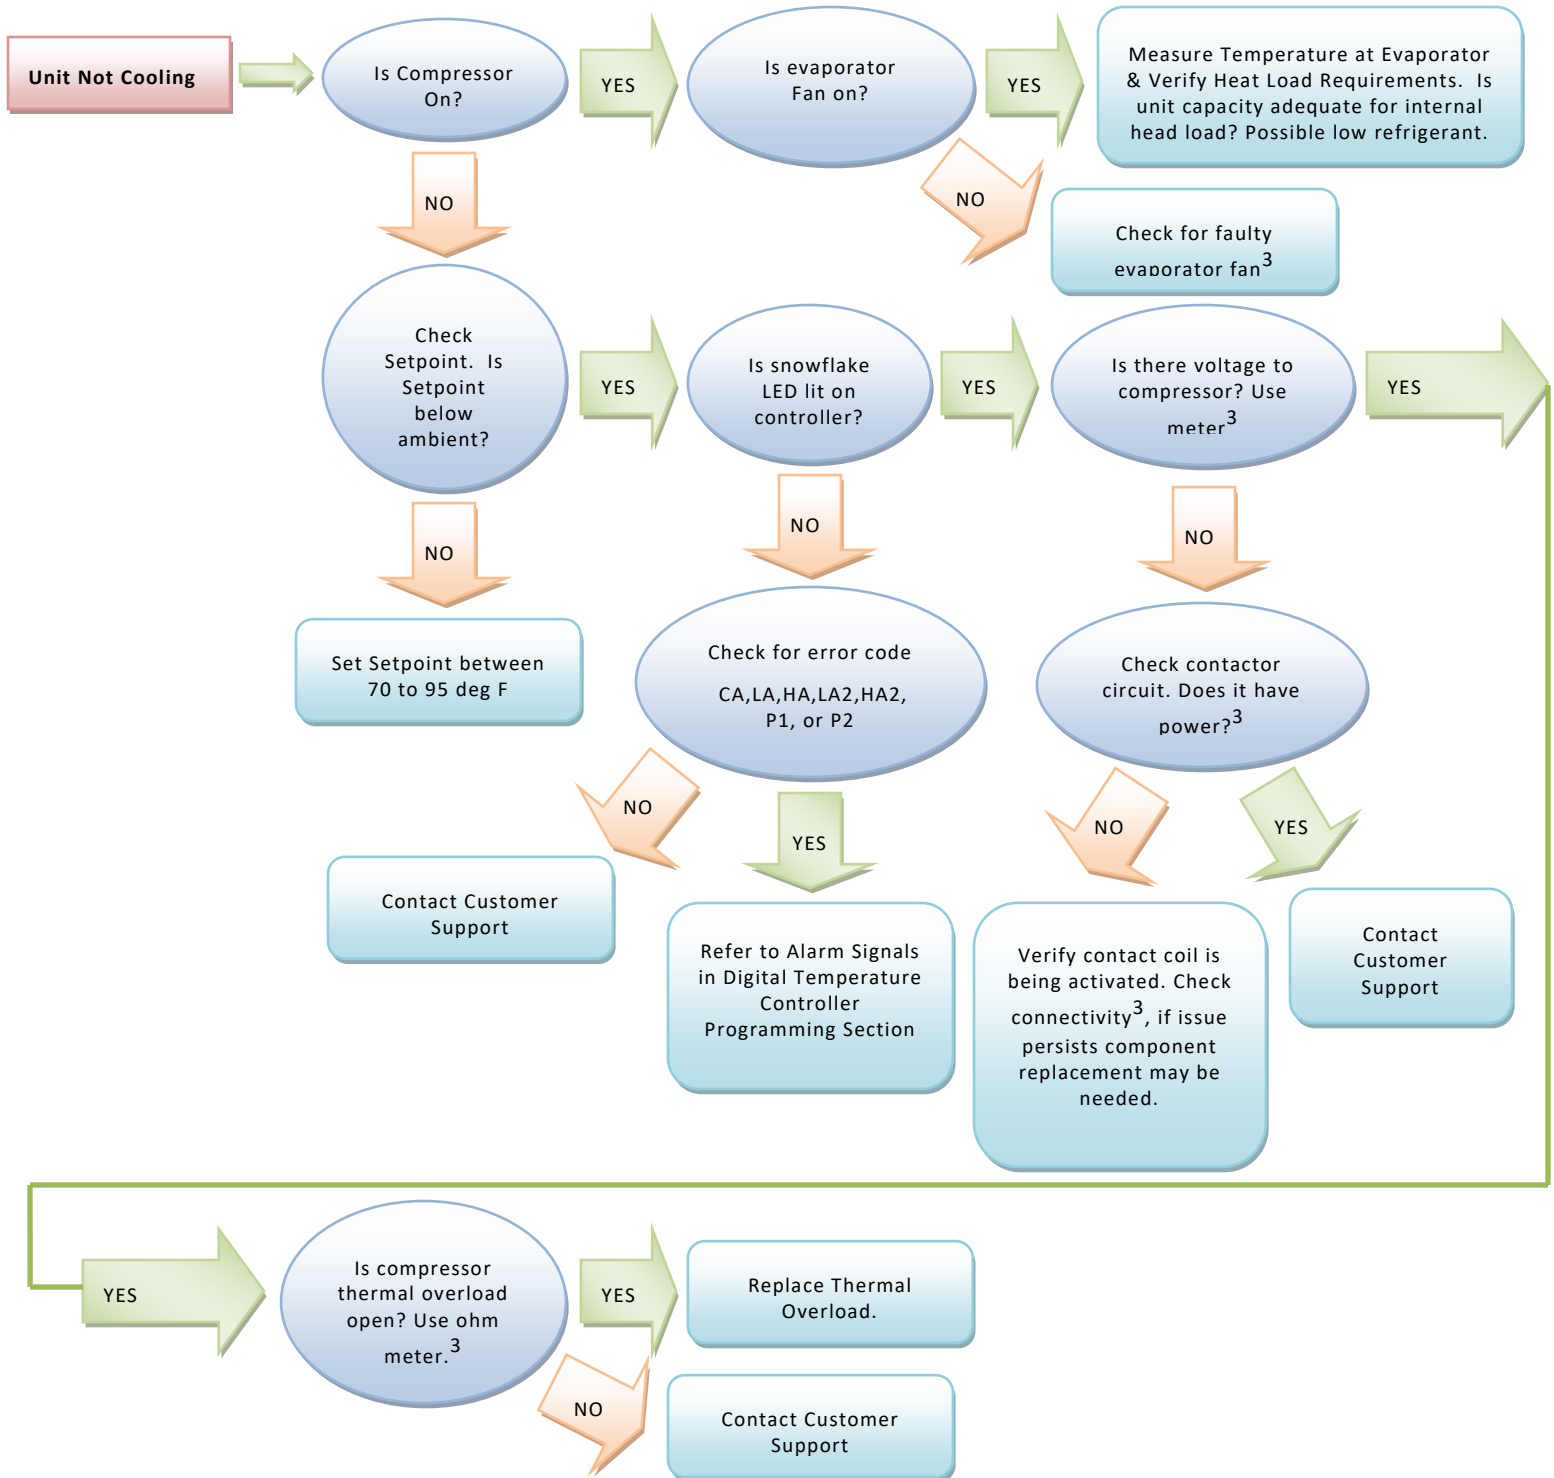 Unit Not Cooling
Is Compressor
On?
YES
Is evaporator
Fan on?
YES
Measure Temperature at Evaporator
& Verify Heat Load Requirements.  Is
unit capacity adequate for internal
head load? Possible low refrigerant.
NO
NO
Check for faulty
evaporator fan3
Check
Setpoint.  Is
Setpoint
below
ambient?
YES
Is snowflake
LED lit on
controller?
YES
Is there voltage to
compressor? Use
meter3
YES
NO
NO
NO
Set Setpoint between
70 to 95 deg F
Check for error code
CA,LA,HA,LA2,HA2,
P1, or P2
Check contactor
circuit. Does it have
power?3
NO
YES
NO
YES
Contact Customer
Support
Refer to Alarm Signals
in Digital Temperature
Controller
Programming Section
Verify contact coil is
being activated. Check
connectivity3, if issue
persists component
replacement may be
needed.
Contact
Customer
Support
YES
Is compressor
thermal overload
open? Use ohm
meter.3
YES
Replace Thermal
Overload.
NO
Contact Customer
Support